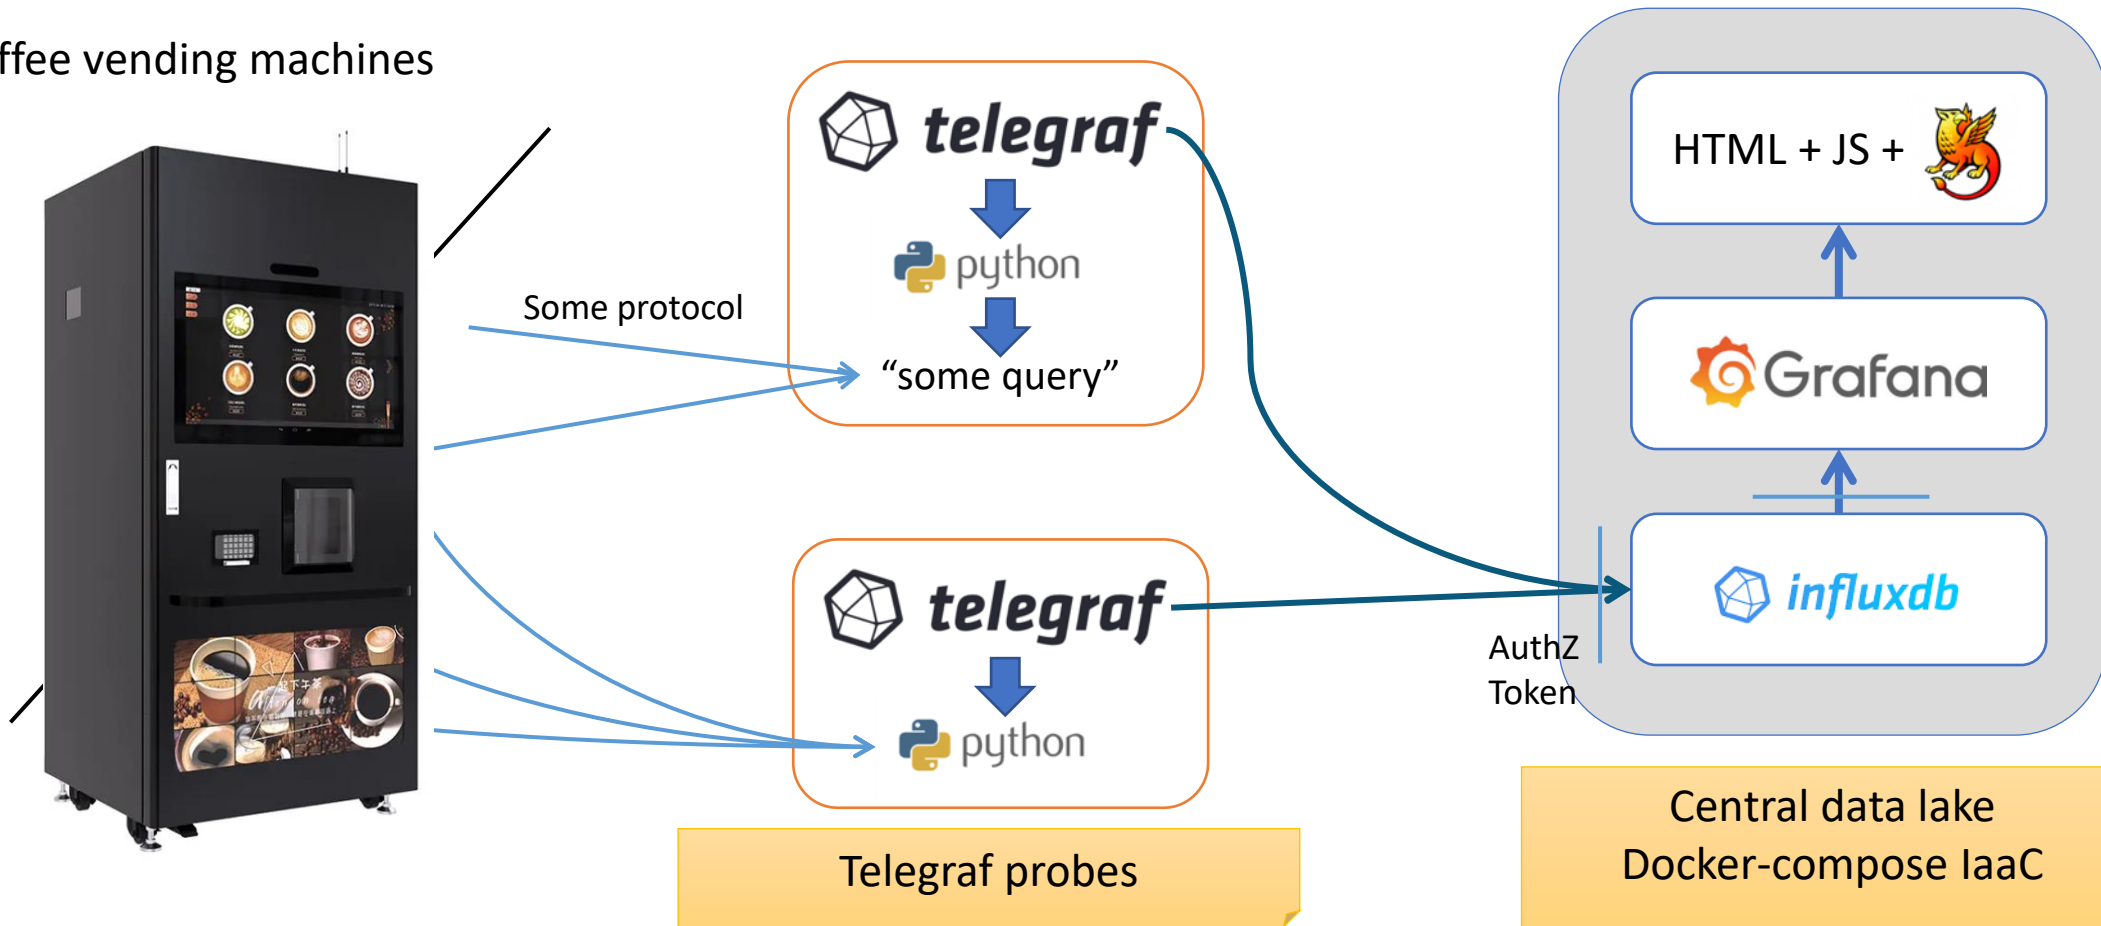 ffee vending machines
telegraf
python
Some protocol
“some query”
telegraf
python
Telegraf probes
HTML + JS +
Grafana
influxdb
AuthZ
Token
Central data lake
Docker-compose IaaC